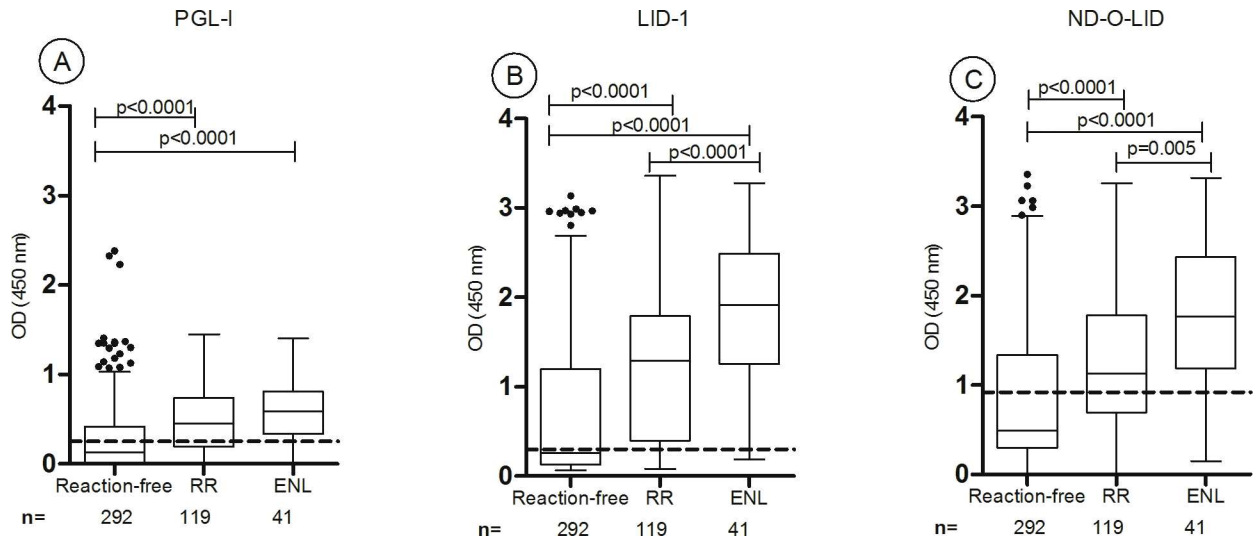 PGL-I
A
p<0.0001
p<0.0001
4
3
2
1
0
OD (450 nm)
Reaction-free RR ENL
n= 292 119 41
LID-1
B
p<0.0001
p<0.0001
p<0.0001
4
3
2
1
0
OD (450 nm)
Reaction-free RR ENL
n= 292 119 41
ND-O-LID
C
p<0.0001
p<0.0001
p=0.005
4
3
2
1
0
OD (450 nm)
Reaction-free RR ENL
n= 292 119 41